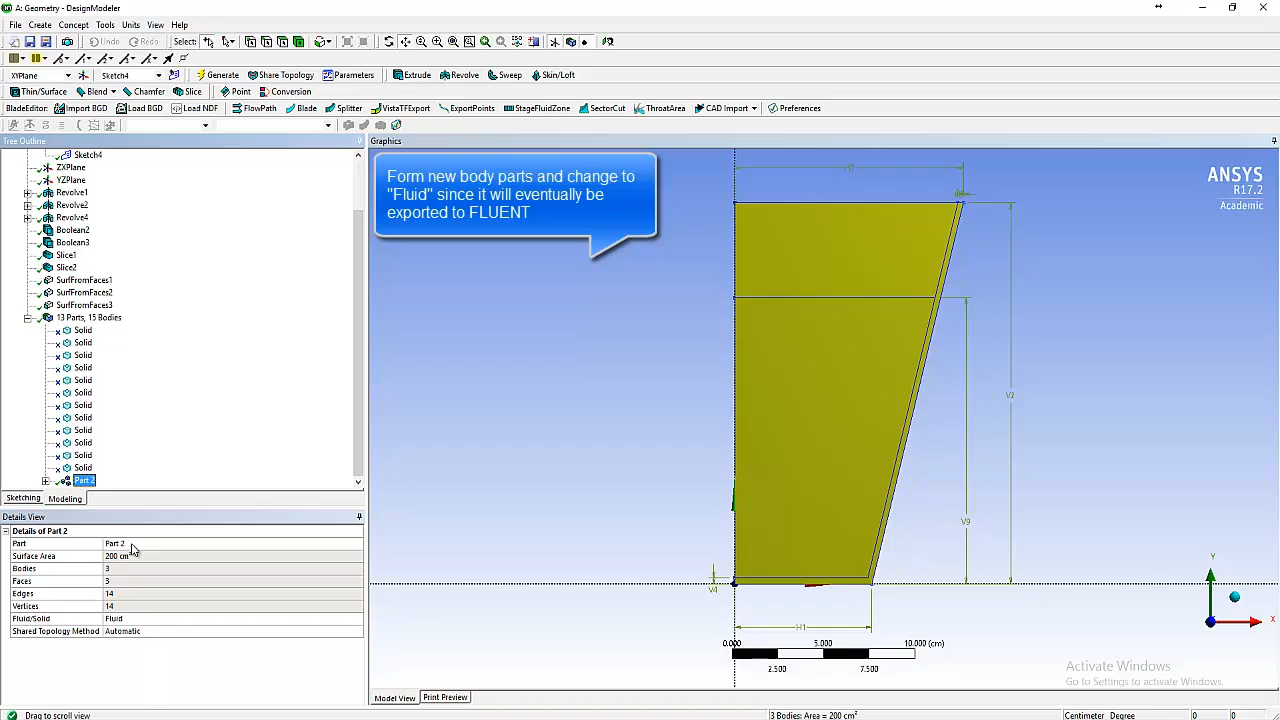 A: Geometry - DesignModeler
File Create Concept Tools Units View Help
Undo Redo Select:
XYPlane Sketch4 Generate Share Topology Parameters Extrude Revolve Sweep Skin/Loft
Thin/Surface Blend Chamfer Slice Point Conversion
BladeEditor: Import BGD Load BGD Load NDF FlowPath Blade Splitter VistaTFExport ExportPoints StageFluidZone SectorCut ThroatArea CAD Import Preferences
Tree Outline
Graphics
Sketch4
ZXPlane
YZPlane
Revolve1
Revolve2
Revolve4
Boolean2
Boolean3
Slice1
Slice2
SurfFromFaces1
SurfFromFaces2
SurfFromFaces3
13 Parts, 15 Bodies
Solid
Solid
Solid
Solid
Solid
Solid
Solid
Solid
Solid
Solid
Solid
Solid
Part 2
Sketching Modeling
Details View
Details of Part 2
Part Part 2
Surface Area 200 cm²
Bodies 3
Faces 3
Edges 14
Vertices 14
Fluid/Solid Fluid
Shared Topology Method Automatic
Form new body parts and change to
"Fluid" since it will eventually be
exported to FLUENT
ANSYS
R17.2
Academic
V2
V9
V4
H1
0.000 5.000 10.000 (cm)
2.500 7.500
Y
X
Activate Windows
Go to Settings to activate Windows.
Model View Print Preview
Drag to scroll view
3 Bodies: Area = 200 cm²
Centimeter Degree 0 0